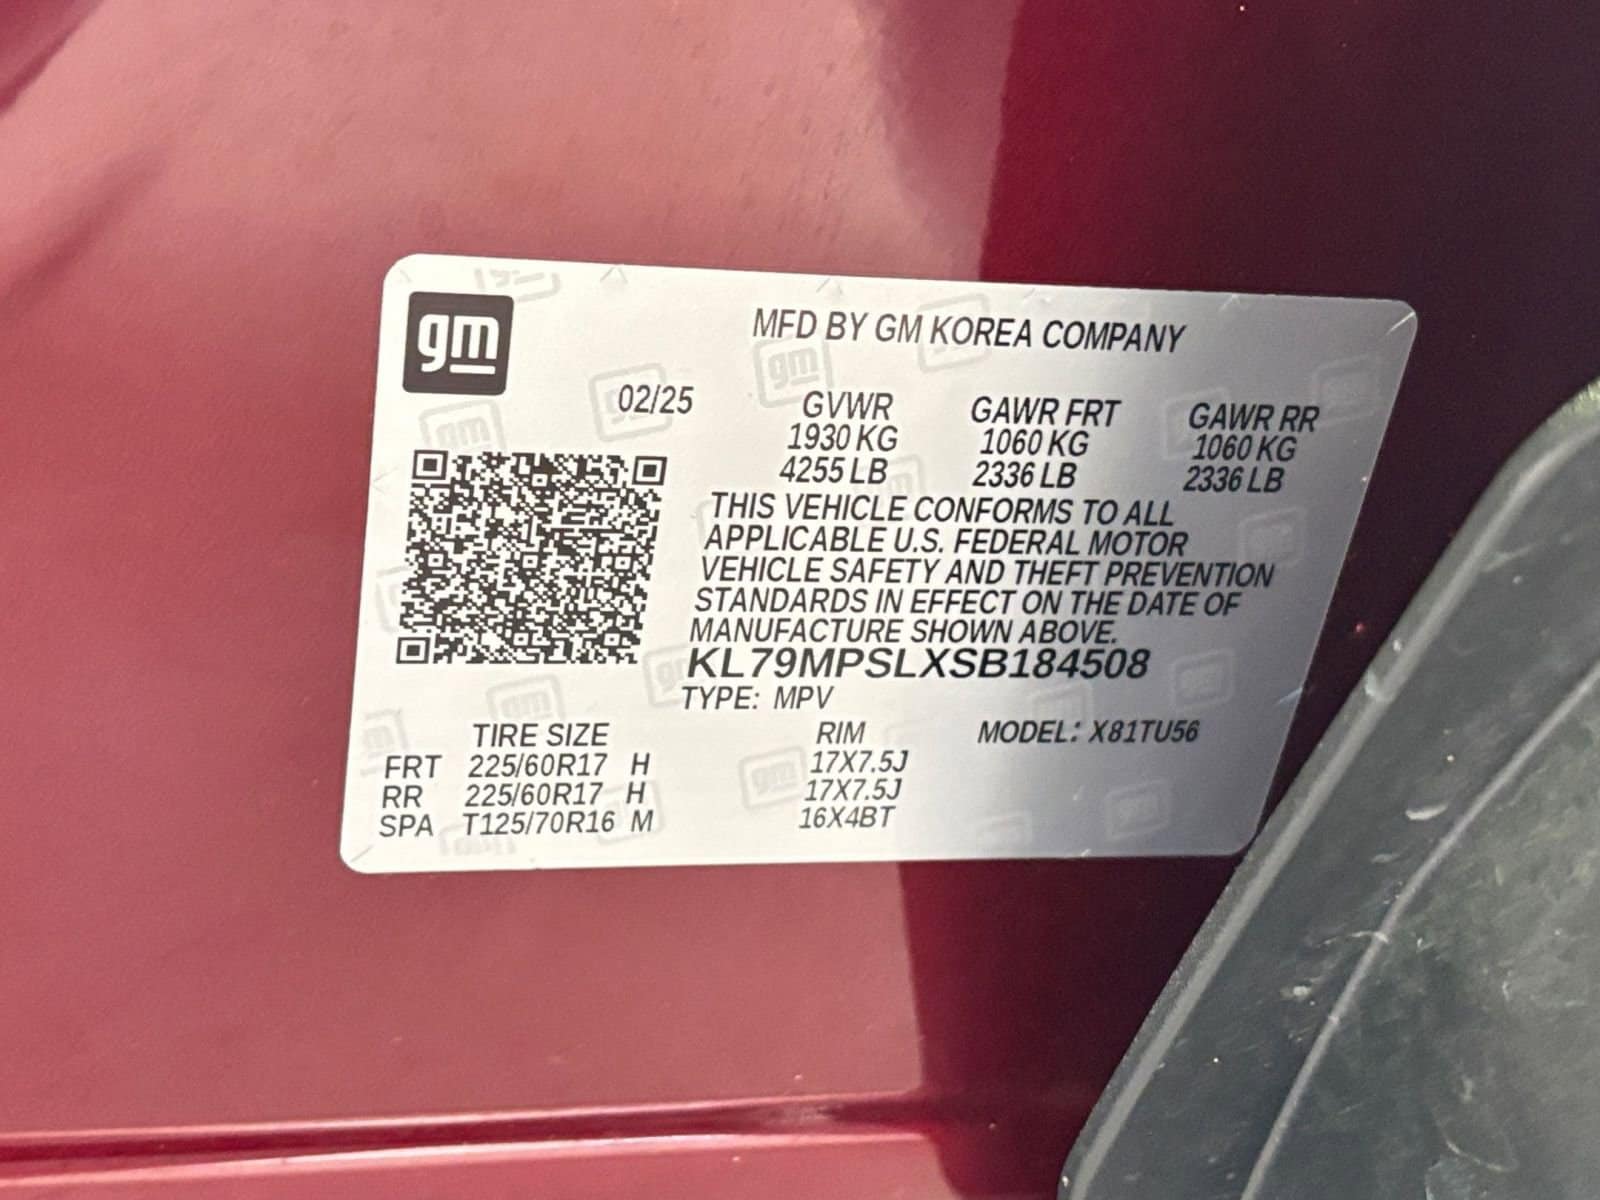 gm
MFD BY GM KOREA COMPANY
02/25 GVWR GAWR FRT GAWR RR
1930 KG 1060 KG 1060 KG
4255 LB 2336 LB 2336 LB
THIS VEHICLE CONFORMS TO ALL
APPLICABLE U.S. FEDERAL MOTOR
VEHICLE SAFETY AND THEFT PREVENTION
STANDARDS IN EFFECT ON THE DATE OF
MANUFACTURE SHOWN ABOVE.
KL79MPSLXSB184508
TYPE: MPV
TIRE SIZE RIM MODEL: X81TU56
FRT 225/60R17 H 17X7.5J
RR 225/60R17 H 17X7.5J
SPA T125/70R16 M 16X4BT